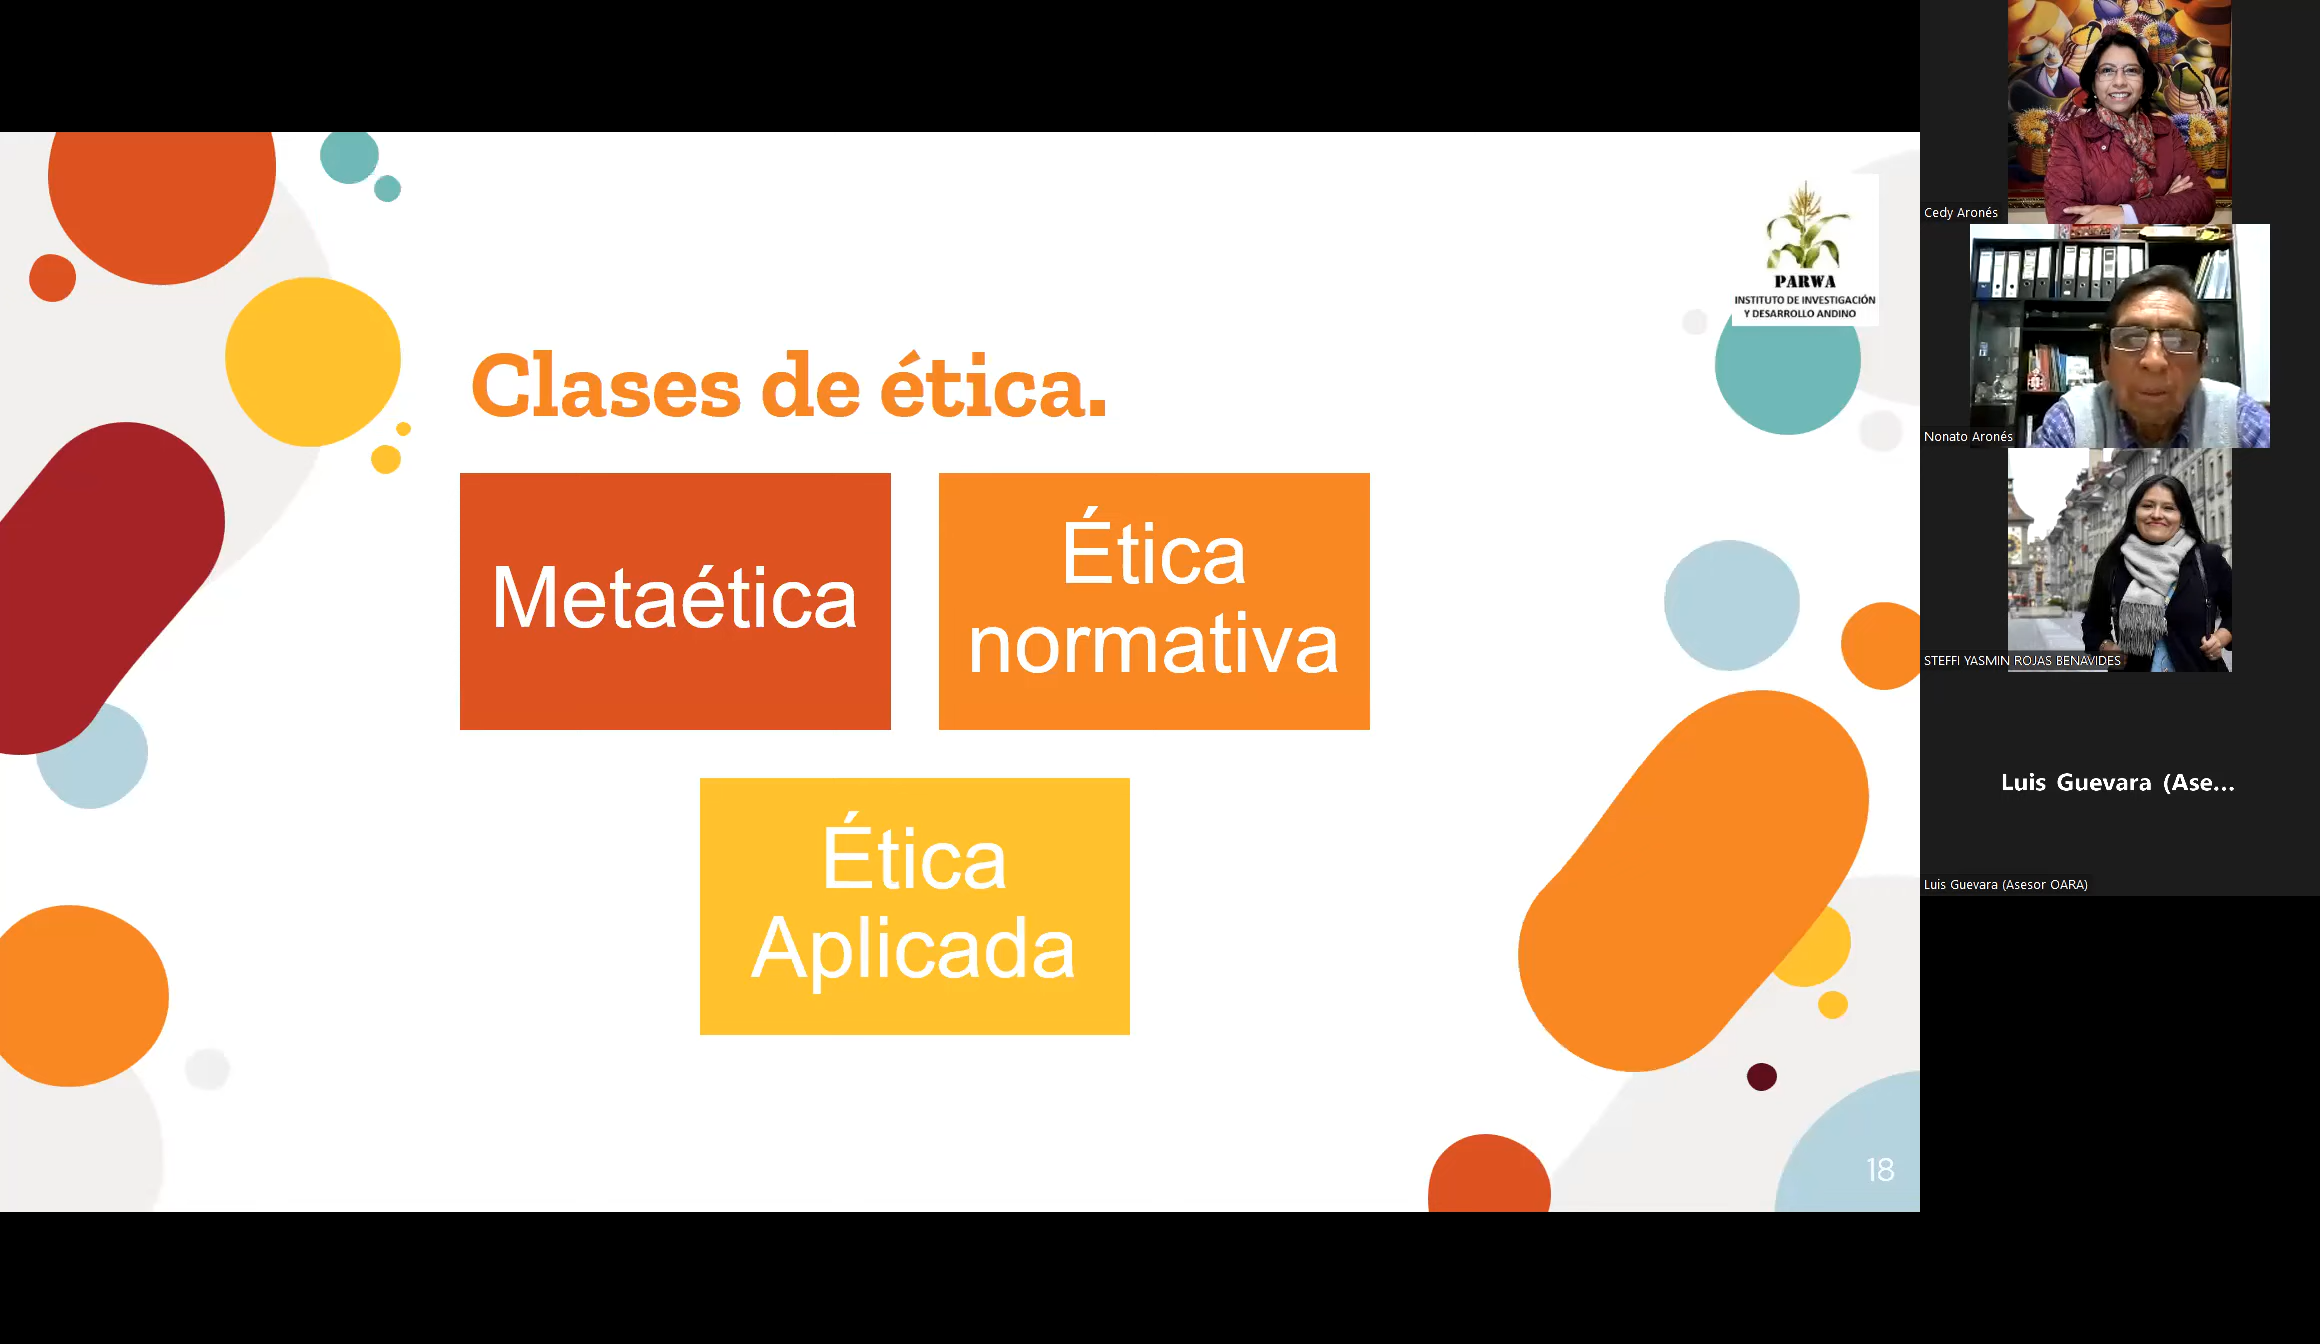 PARWA
INSTITUTO DE INVESTIGACIÓN
Y DESARROLLO ANDINO
Clases de ética.
Metaética
Ética
normativa
Ética
Aplicada
18
Cedy Aronés
Nonato Aronés
STEFFI YASMIN ROJAS BENAVIDES
Luis Guevara (Ase...
Luis Guevara (Asesor OARA)